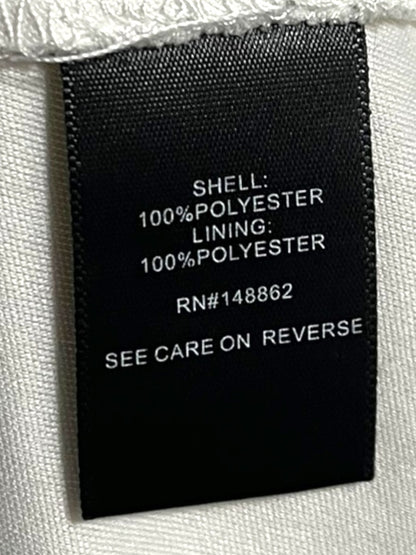 SHELL:
100%POLYESTER
LINING:
100%POLYESTER
RN#148862
SEE CARE ON REVERSE